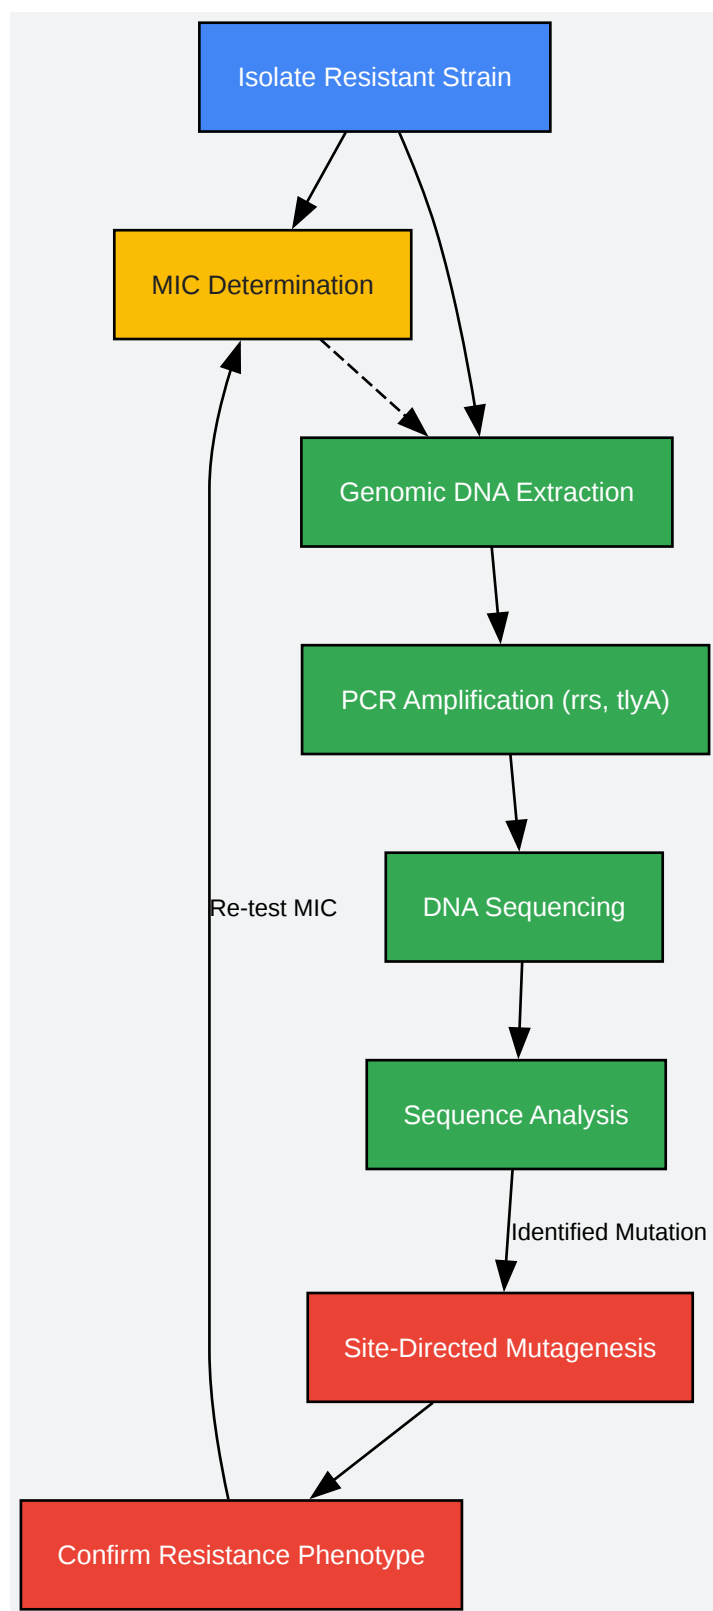 Isolate Resistant Strain
MIC Determination
Genomic DNA Extraction
PCR Amplification (rrs, tlyA)
DNA Sequencing
Re-test MIC
Sequence Analysis
Identified Mutation
Site-Directed Mutagenesis
Confirm Resistance Phenotype